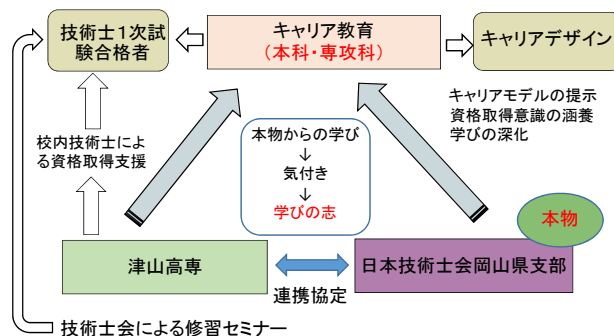 技術士1次試
験合格者
キャリア教育
(本科・専攻科)
キャリアデザイン
キャリアモデルの提示
資格取得意識の涵養
学びの深化
校内技術士によ
る資格取得支援
本物からの学び
↓
気付き
↓
学びの志
本物
津山高専
日本技術士会岡山県支部
連携協定
技術士会による修習セミナー